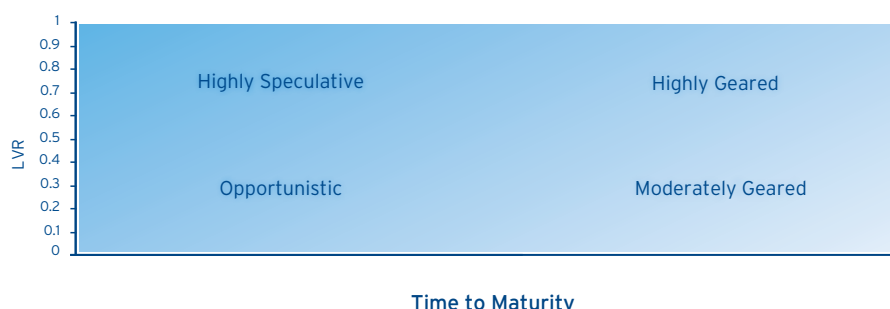 1
0.9
0.8
0.7
0.6
0.5
0.4
0.3
0.2
0.1
0
LVR
Highly Speculative
Highly Geared
Opportunistic
Moderately Geared
Time to Maturity